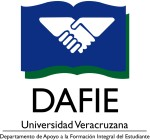 DAFIE
Universidad Veracruzana
Departamento de Apoyo a la Formación Integral del Estudiante